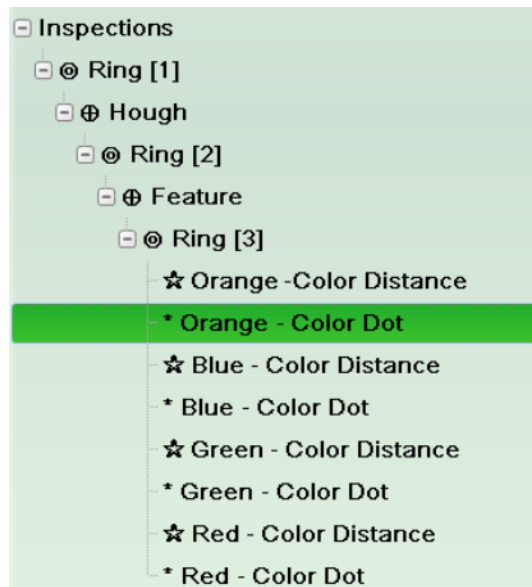 Inspections
Ring [1]
Hough
Ring [2]
Feature
Ring [3]
Orange -Color Distance
* Orange - Color Dot
Blue - Color Distance
* Blue - Color Dot
Green - Color Distance
* Green - Color Dot
Red - Color Distance
* Red - Color Dot